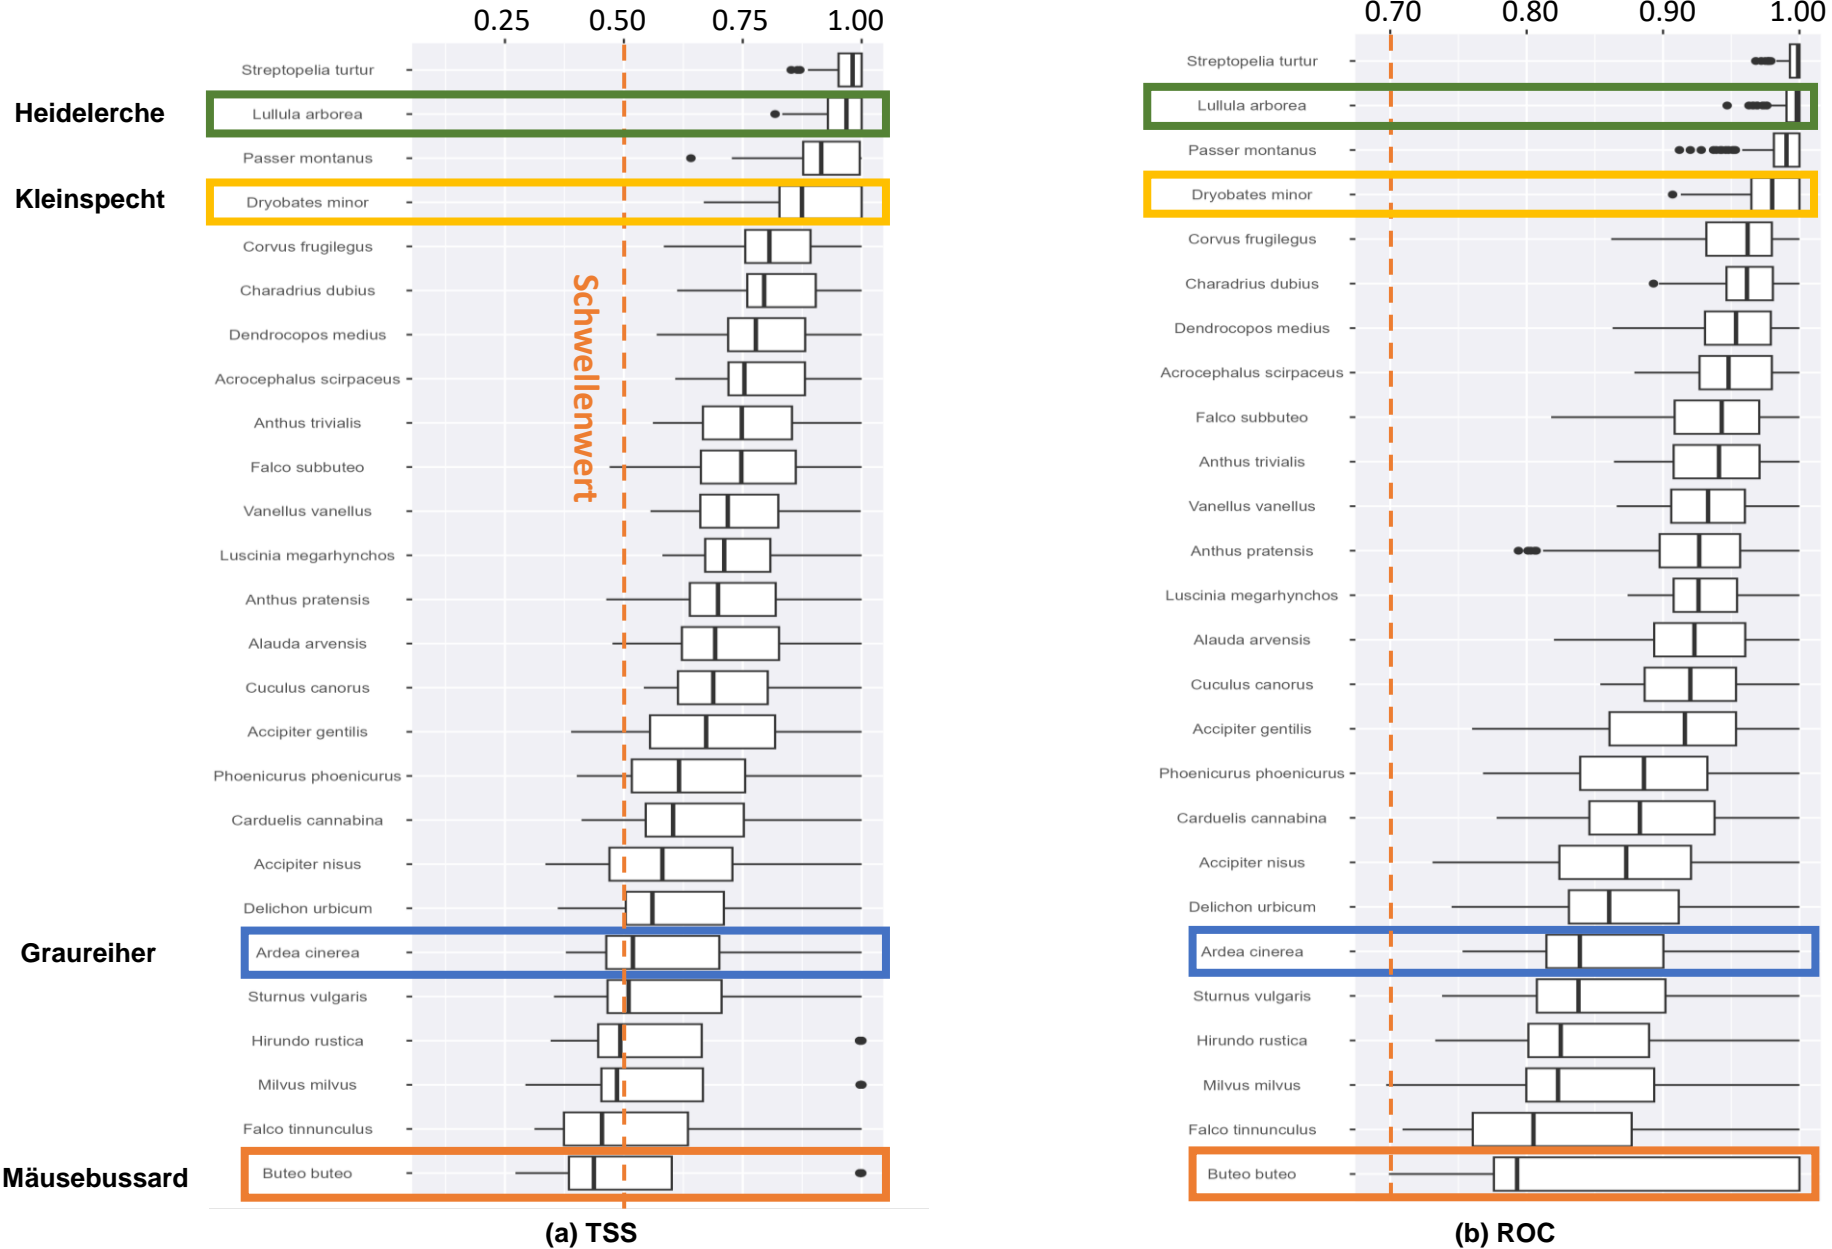 0.25 0.50 0.75 1.00
Streptopelia turtur
Heidelerche
Lullula arborea
Passer montanus
Kleinspecht
Dryobates minor
Corvus frugilegus
Charadrius dubius
Dendrocopos medius
Acrocephalus scirpaceus
Anthus trivialis
Falco subbuteo
Vanellus vanellus
Luscinia megarhynchos
Anthus pratensis
Alauda arvensis
Cuculus canorus
Accipiter gentilis
Phoenicurus phoenicurus
Carduelis cannabina
Accipiter nisus
Delichon urbicum
Graureiher
Ardea cinerea
Sturnus vulgaris
Hirundo rustica
Milvus milvus
Falco tinnunculus
Mäusebussard
Buteo buteo
Schwellenwert
(a) TSS
0.70 0.80 0.90 1.00
Streptopelia turtur
Lullula arborea
Passer montanus
Dryobates minor
Corvus frugilegus
Charadrius dubius
Dendrocopos medius
Acrocephalus scirpaceus
Falco subbuteo
Anthus trivialis
Vanellus vanellus
Anthus pratensis
Luscinia megarhynchos
Alauda arvensis
Cuculus canorus
Accipiter gentilis
Phoenicurus phoenicurus
Carduelis cannabina
Accipiter nisus
Delichon urbicum
Ardea cinerea
Sturnus vulgaris
Hirundo rustica
Milvus milvus
Falco tinnunculus
Buteo buteo
(b) ROC